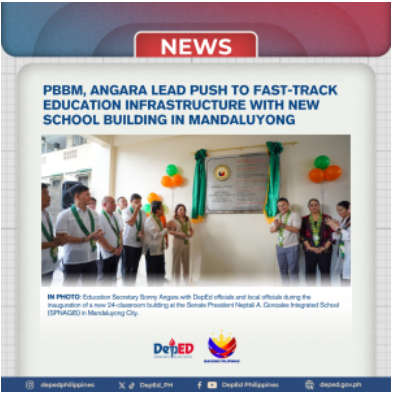 NEWS
PBBM, ANGARA LEAD PUSH TO FAST-TRACK
EDUCATION INFRASTRUCTURE WITH NEW
SCHOOL BUILDING IN MANDALUYONG
IN PHOTO: Education Secretary Sonny Angara with DepEd officials and local officials during the
inauguration of a new 24-classroom building at the Senate President Neptali A. Gonzales Integrated School
(SPNAGIS) in Mandaluyong City.
DepED
BAGONG PILIPINAS
depedphilippines
DepEd_PH
DepEd Philippines
deped.gov.ph